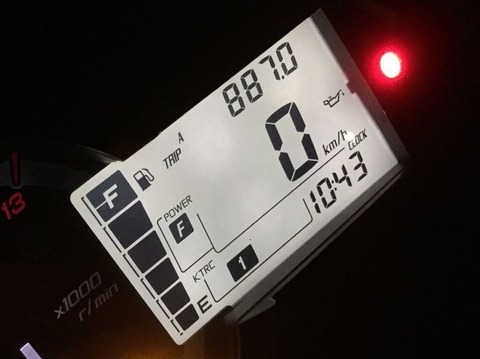 887.0
TRIP A
0 km/h
CLOCK
10:43
F
POWER
F
KTRC
1
E
13
x1000
r/min